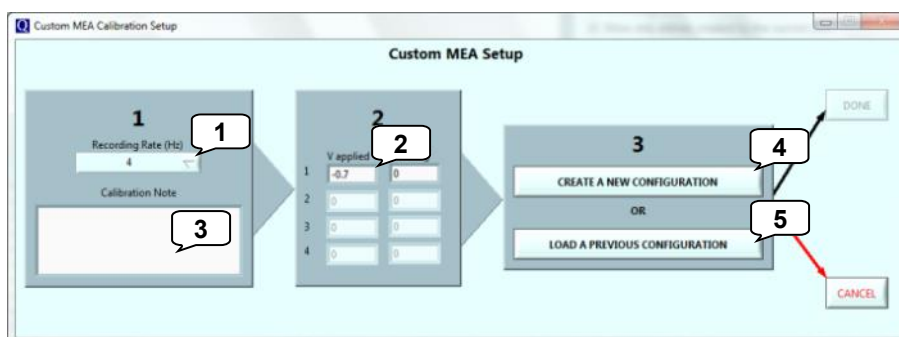 Custom MEA Calibration Setup
Custom MEA Setup
1
Recording Rate (Hz)
4
Calibration Note
2
V applied
1 -0.7 0
2 0 0
3 0 0
4 0 0
3
CREATE A NEW CONFIGURATION
OR
LOAD A PREVIOUS CONFIGURATION
DONE
CANCEL
1
2
3
4
5